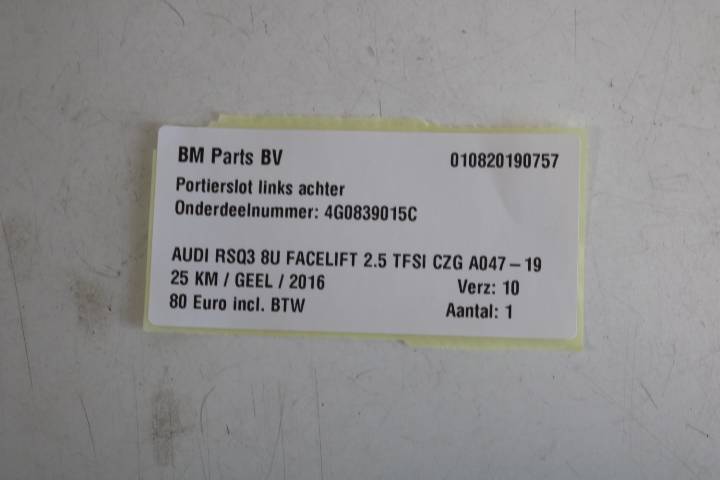 BM Parts BV 010820190757
Portierslot links achter
Onderdeelnummer: 4G0839015C
AUDI RSQ3 8U FACELIFT 2.5 TFSI CZG A047-19
25 KM / GEEL / 2016 Verz: 10
80 Euro incl. BTW Aantal: 1